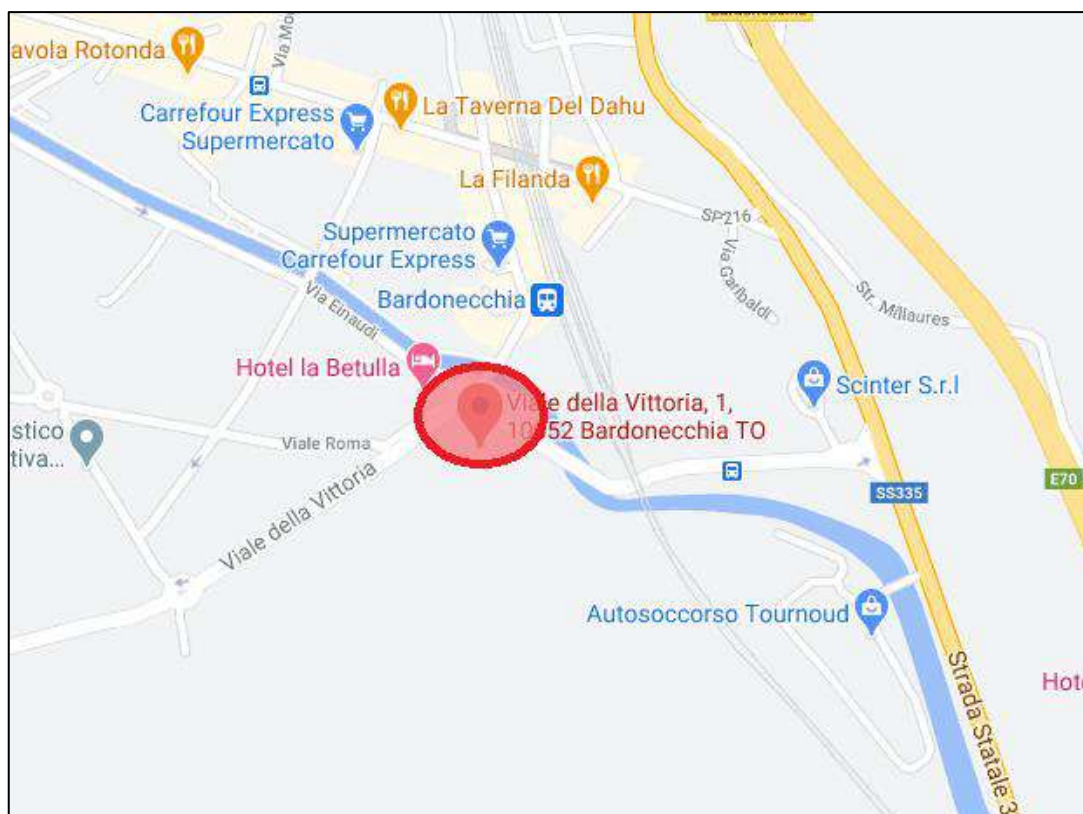 avola Rotonda
Carrefour Express
Supermercato
La Taverna Del Dahu
La Filanda
SP216
Via Garibaldi
Str. Millaures
Supermercato
Carrefour Express
Bardonecchia
Via Einaudi
Hotel la Betulla
Scinter S.r.l
Viale della Vittoria, 1,
10052 Bardonecchia TO
stico
tiva...
Viale Roma
Viale della Vittoria
SS335
E70
Autosoccorso Tournoud
Strada Statale 3
Hote
Via Mo